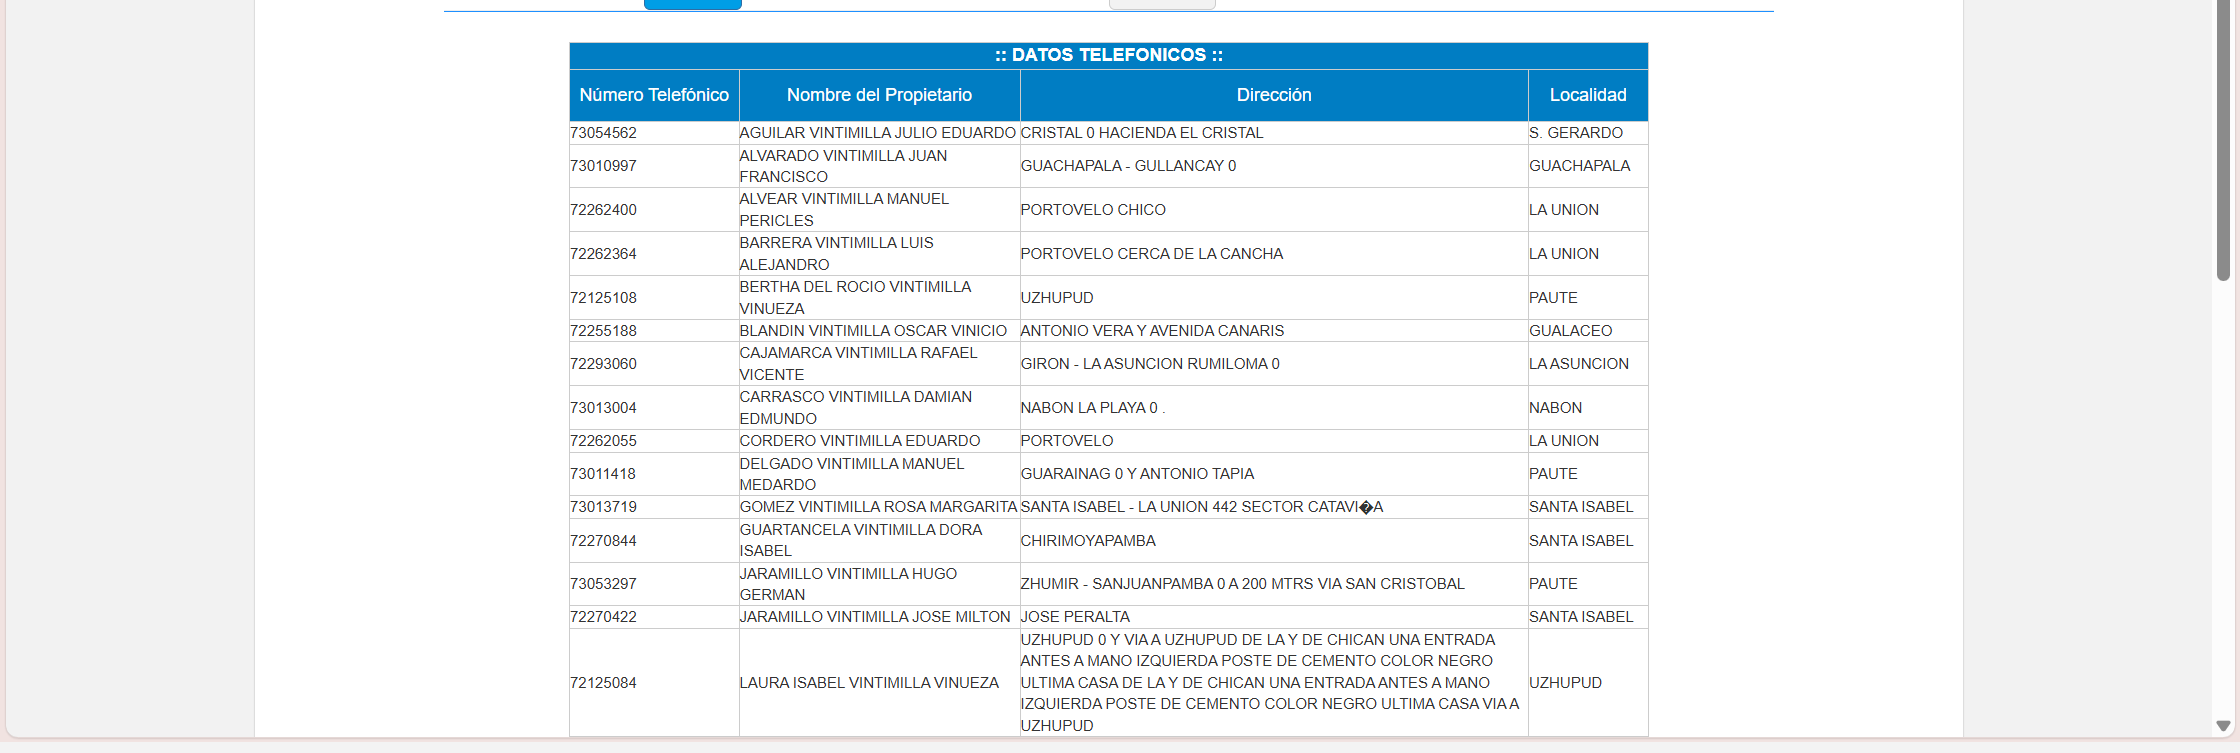 :: DATOS TELEFONICOS ::
Número Telefónico Nombre del Propietario Dirección Localidad
73054562 AGUILAR VINTIMILLA JULIO EDUARDO CRISTAL 0 HACIENDA EL CRISTAL S. GERARDO
73010997 ALVARADO VINTIMILLA JUAN
FRANCISCO GUACHAPALA - GULLANCAY 0 GUACHAPALA
72262400 ALVEAR VINTIMILLA MANUEL
PERICLES PORTOVELO CHICO LA UNION
72262364 BARRERA VINTIMILLA LUIS
ALEJANDRO PORTOVELO CERCA DE LA CANCHA LA UNION
72125108 BERTHA DEL ROCIO VINTIMILLA
VINUEZA UZHUPUD PAUTE
72255188 BLANDIN VINTIMILLA OSCAR VINICIO ANTONIO VERA Y AVENIDA CANARIS GUALACEO
72293060 CAJAMARCA VINTIMILLA RAFAEL
VICENTE GIRON - LA ASUNCION RUMILOMA 0 LA ASUNCION
73013004 CARRASCO VINTIMILLA DAMIAN
EDMUNDO NABON LA PLAYA 0 . NABON
72262055 CORDERO VINTIMILLA EDUARDO PORTOVELO LA UNION
73011418 DELGADO VINTIMILLA MANUEL
MEDARDO GUARAINAG 0 Y ANTONIO TAPIA PAUTE
73013719 GOMEZ VINTIMILLA ROSA MARGARITA SANTA ISABEL - LA UNION 442 SECTOR CATAVI�A SANTA ISABEL
72270844 GUARTANCELA VINTIMILLA DORA
ISABEL CHIRIMOYAPAMBA SANTA ISABEL
73053297 JARAMILLO VINTIMILLA HUGO
GERMAN ZHUMIR - SANJUANPAMBA 0 A 200 MTRS VIA SAN CRISTOBAL PAUTE
72270422 JARAMILLO VINTIMILLA JOSE MILTON JOSE PERALTA SANTA ISABEL
72125084 LAURA ISABEL VINTIMILLA VINUEZA UZHUPUD 0 Y VIA A UZHUPUD DE LA Y DE CHICAN UNA ENTRADA
ANTES A MANO IZQUIERDA POSTE DE CEMENTO COLOR NEGRO
ULTIMA CASA DE LA Y DE CHICAN UNA ENTRADA ANTES A MANO
IZQUIERDA POSTE DE CEMENTO COLOR NEGRO ULTIMA CASA VIA A
UZHUPUD UZHUPUD